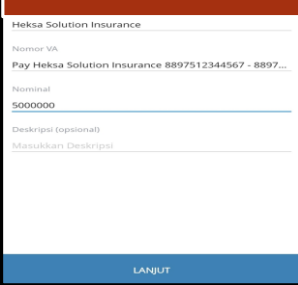 Heksa Solution Insurance
Nomor VA
Pay Heksa Solution Insurance 8897512344567 - 8897...
Nominal
5000000
Deskripsi (opsional)
Masukkan Deskripsi
LANJUT